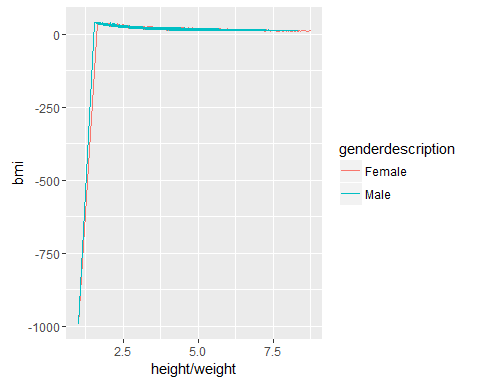 0
-250
-500
-750
-1000
bmi
2.5 5.0 7.5
height/weight
genderdescription
Female
Male